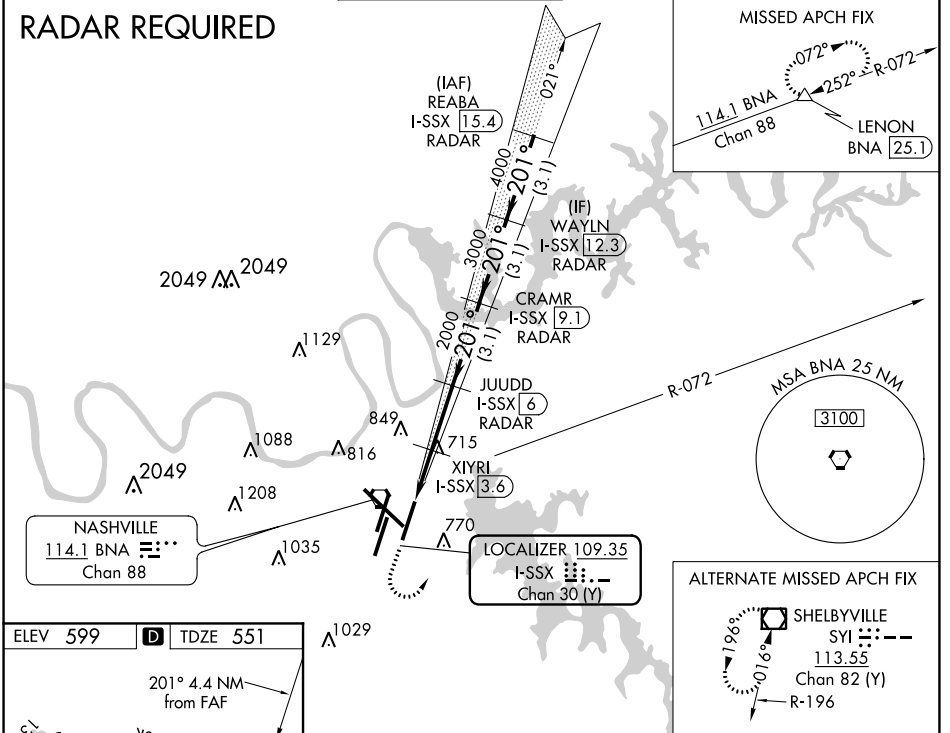 RADAR REQUIRED
(IAF)
REABA
I-SSX 15.4
RADAR
021°
4000
201°
(3.1)
(IF)
WAYLN
I-SSX 12.3
RADAR
3000
201°
(3.1)
CRAMR
I-SSX 9.1
RADAR
2000
201°
(3.1)
JUUDD
I-SSX 6
RADAR
XIYRI
I-SSX 3.6
R-072
2049
2049
1129
849
715
1088
816
2049
1208
1035
770
1029
NASHVILLE
114.1 BNA
Chan 88
LOCALIZER 109.35
I-SSX
Chan 30 (Y)
MISSED APCH FIX
072°
252°
R-072
114.1 BNA
Chan 88
LENON
BNA 25.1
MSA BNA 25 NM
3100
ALTERNATE MISSED APCH FIX
SHELBYVILLE
SYI
113.55
Chan 82 (Y)
196°
016°
R-196
ELEV 599 D TDZE 551
201° 4.4 NM
from FAF